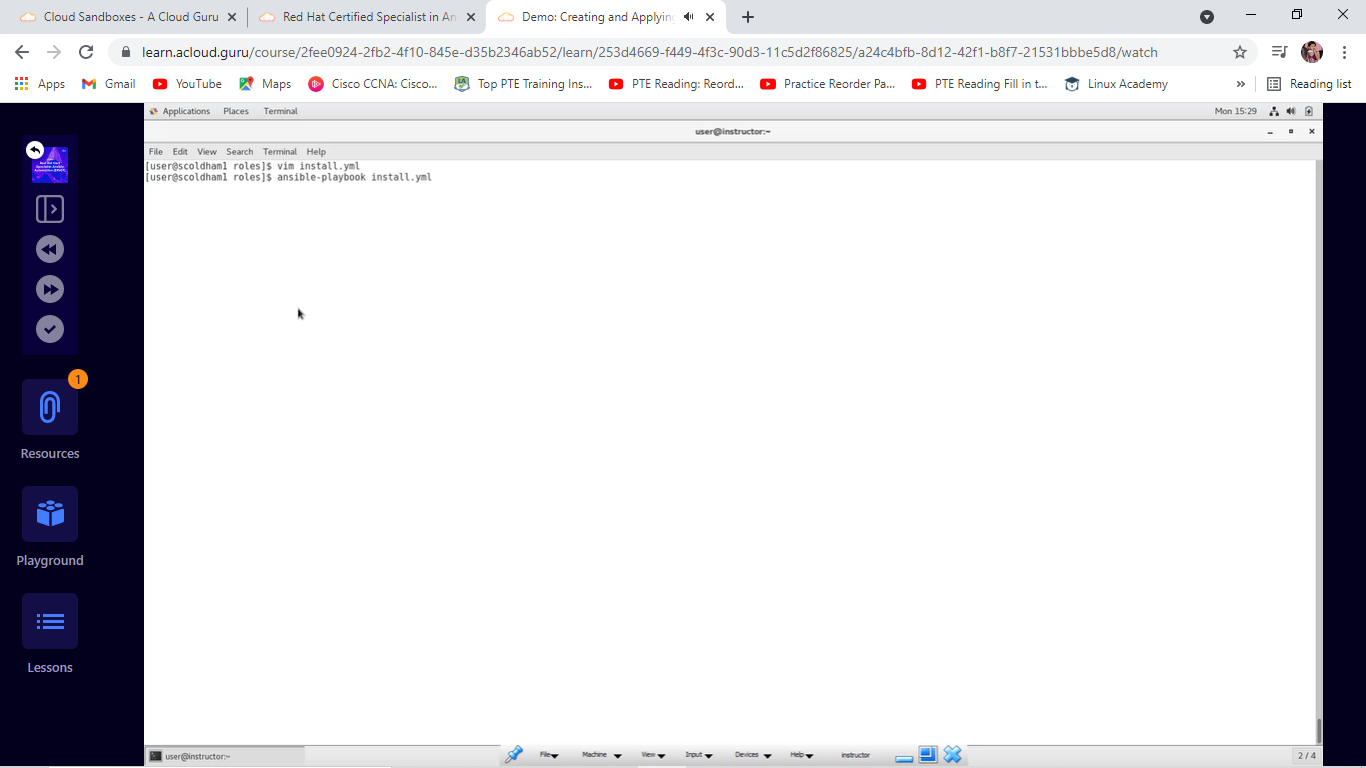 Cloud Sandboxes - A Cloud Guru
Red Hat Certified Specialist in An
Demo: Creating and Applying
learn.acloud.guru/course/2fee0924-2fb2-4f10-845e-d35b2346ab52/learn/253d4669-f449-4f3c-90d3-11c5d2f86825/a24c4bfb-8d12-42f1-b8f7-21531bbbe5d8/watch
Apps Gmail YouTube Maps Cisco CCNA: Cisco... Top PTE Training Ins... PTE Reading: Reord... Practice Reorder Pa... PTE Reading Fill in t... Linux Academy » Reading list
Applications Places Terminal Mon 15:29
user@instructor:~
File Edit View Search Terminal Help
[user@scoldham1 roles]$ vim install.yml
[user@scoldham1 roles]$ ansible-playbook install.yml
1
Resources
Playground
Lessons
user@instructor:~
File Machine View Input Devices Help instructor
2 / 4